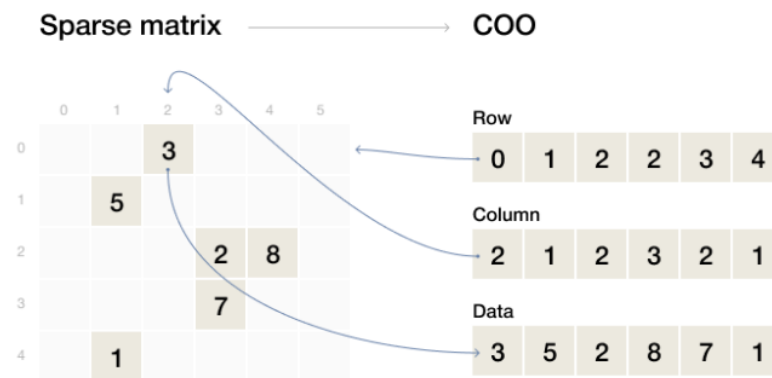 Sparse matrix COO
0 1 2 3 4 5
Row
0 3
0 1 2 2 3 4
1 5
Column
2 2 8
2 1 2 3 2 1
3 7
Data
4 1
3 5 2 8 7 1